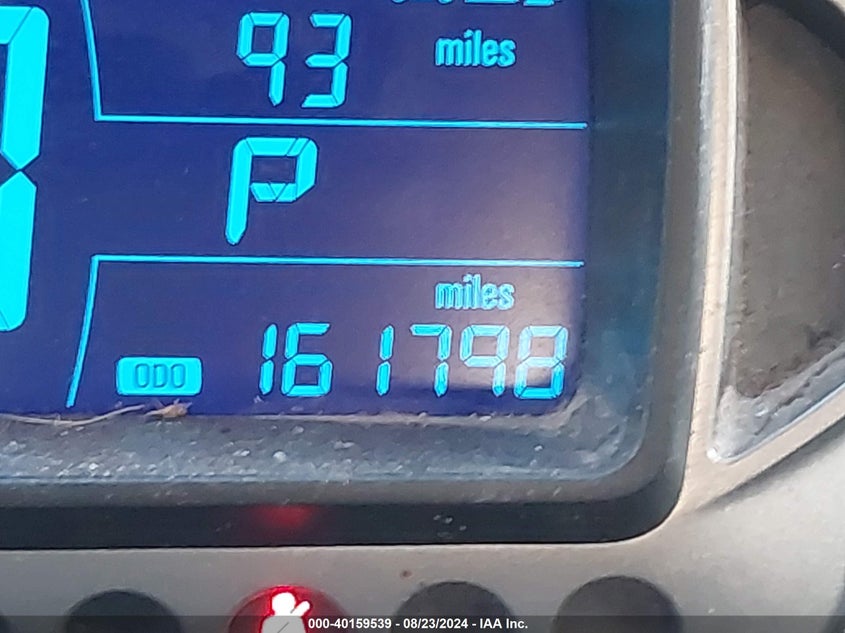 93 miles
P
miles
ODO 161798
000-40159539 - 08/23/2024 - IAA Inc.